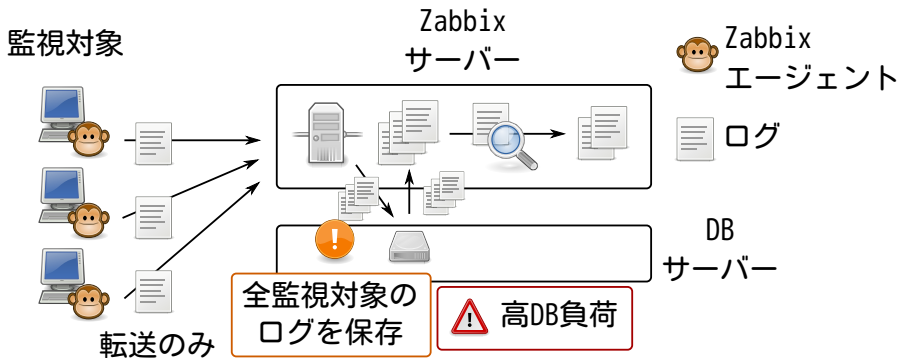 監視対象
Zabbix
サーバー
Zabbix
エージェント
ログ
DB
サーバー
転送のみ
全監視対象の
ログを保存
高DB負荷